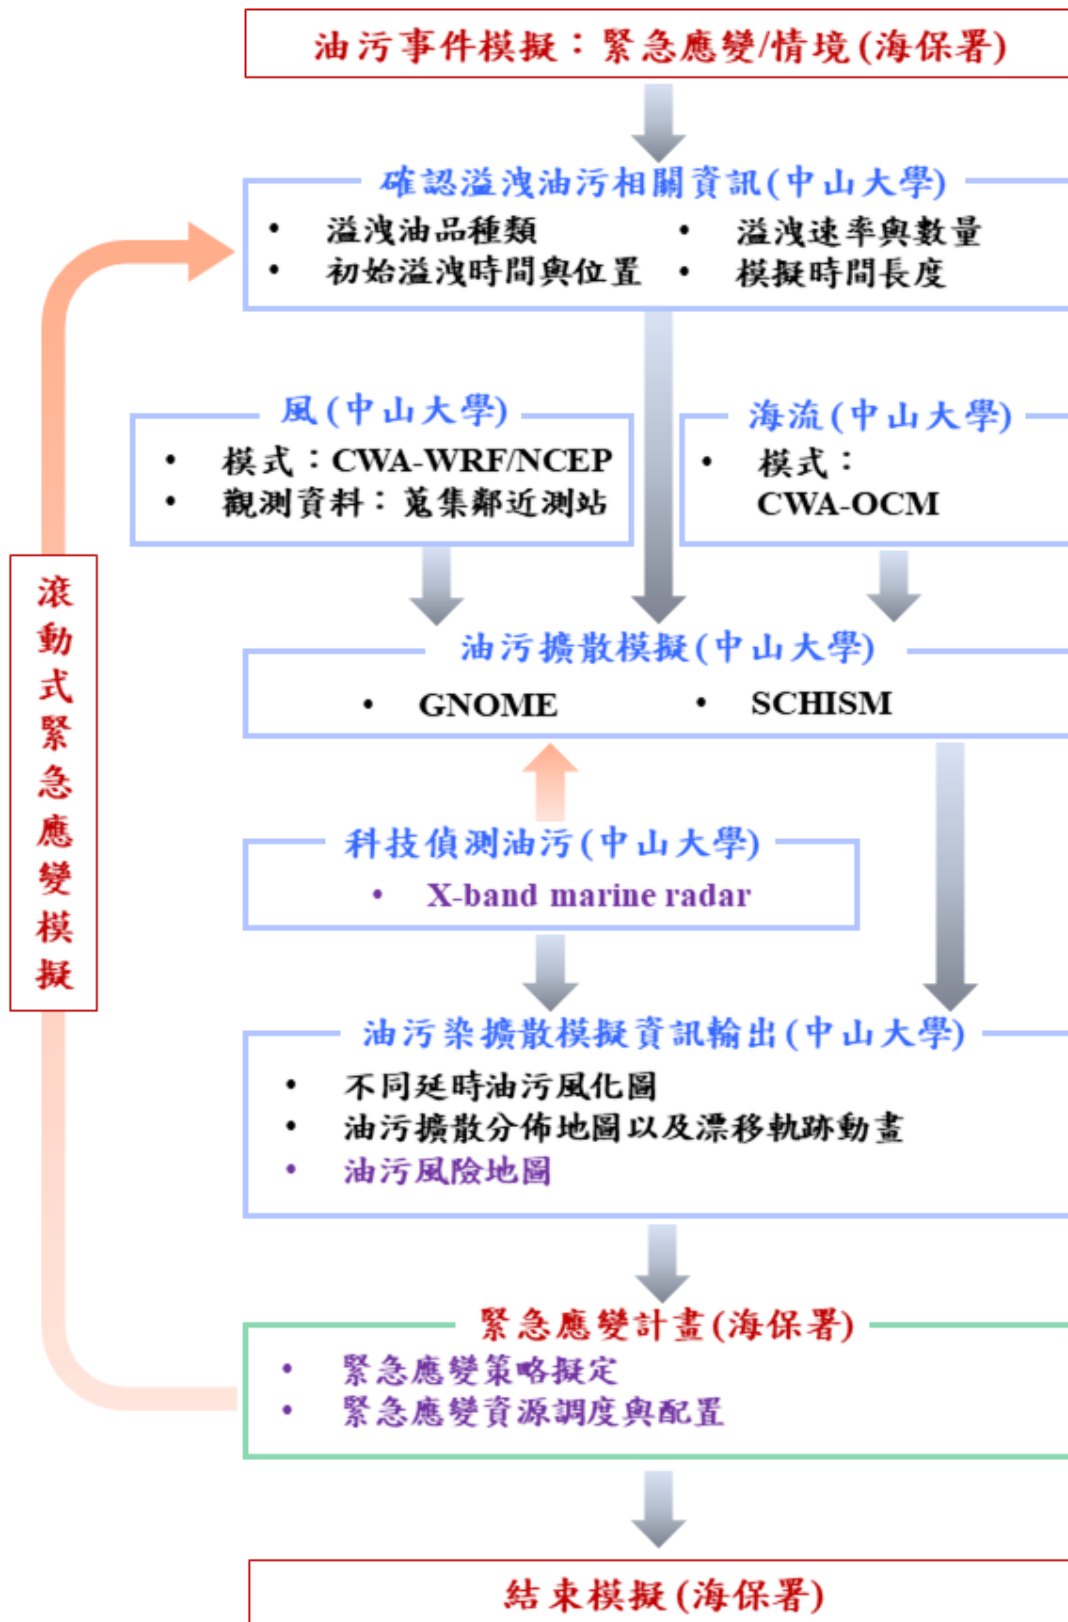 油污事件模擬：緊急應變/情境(海保署)
確認溢洩油污相關資訊(中山大學)
• 溢洩油品種類
• 溢洩速率與數量
• 初始溢洩時間與位置
• 模擬時間長度
風(中山大學)
• 模式：CWA-WRF/NCEP
• 觀測資料：蒐集鄰近測站
海流(中山大學)
• 模式：
CWA-OCM
滾動式緊急應變模擬
油污擴散模擬(中山大學)
• GNOME
• SCHISM
科技偵測油污(中山大學)
• X-band marine radar
油污染擴散模擬資訊輸出(中山大學)
• 不同延時油污風化圖
• 油污擴散分佈地圖以及漂移軌跡動畫
• 油污風險地圖
緊急應變計畫(海保署)
• 緊急應變策略擬定
• 緊急應變資源調度與配置
結束模擬(海保署)